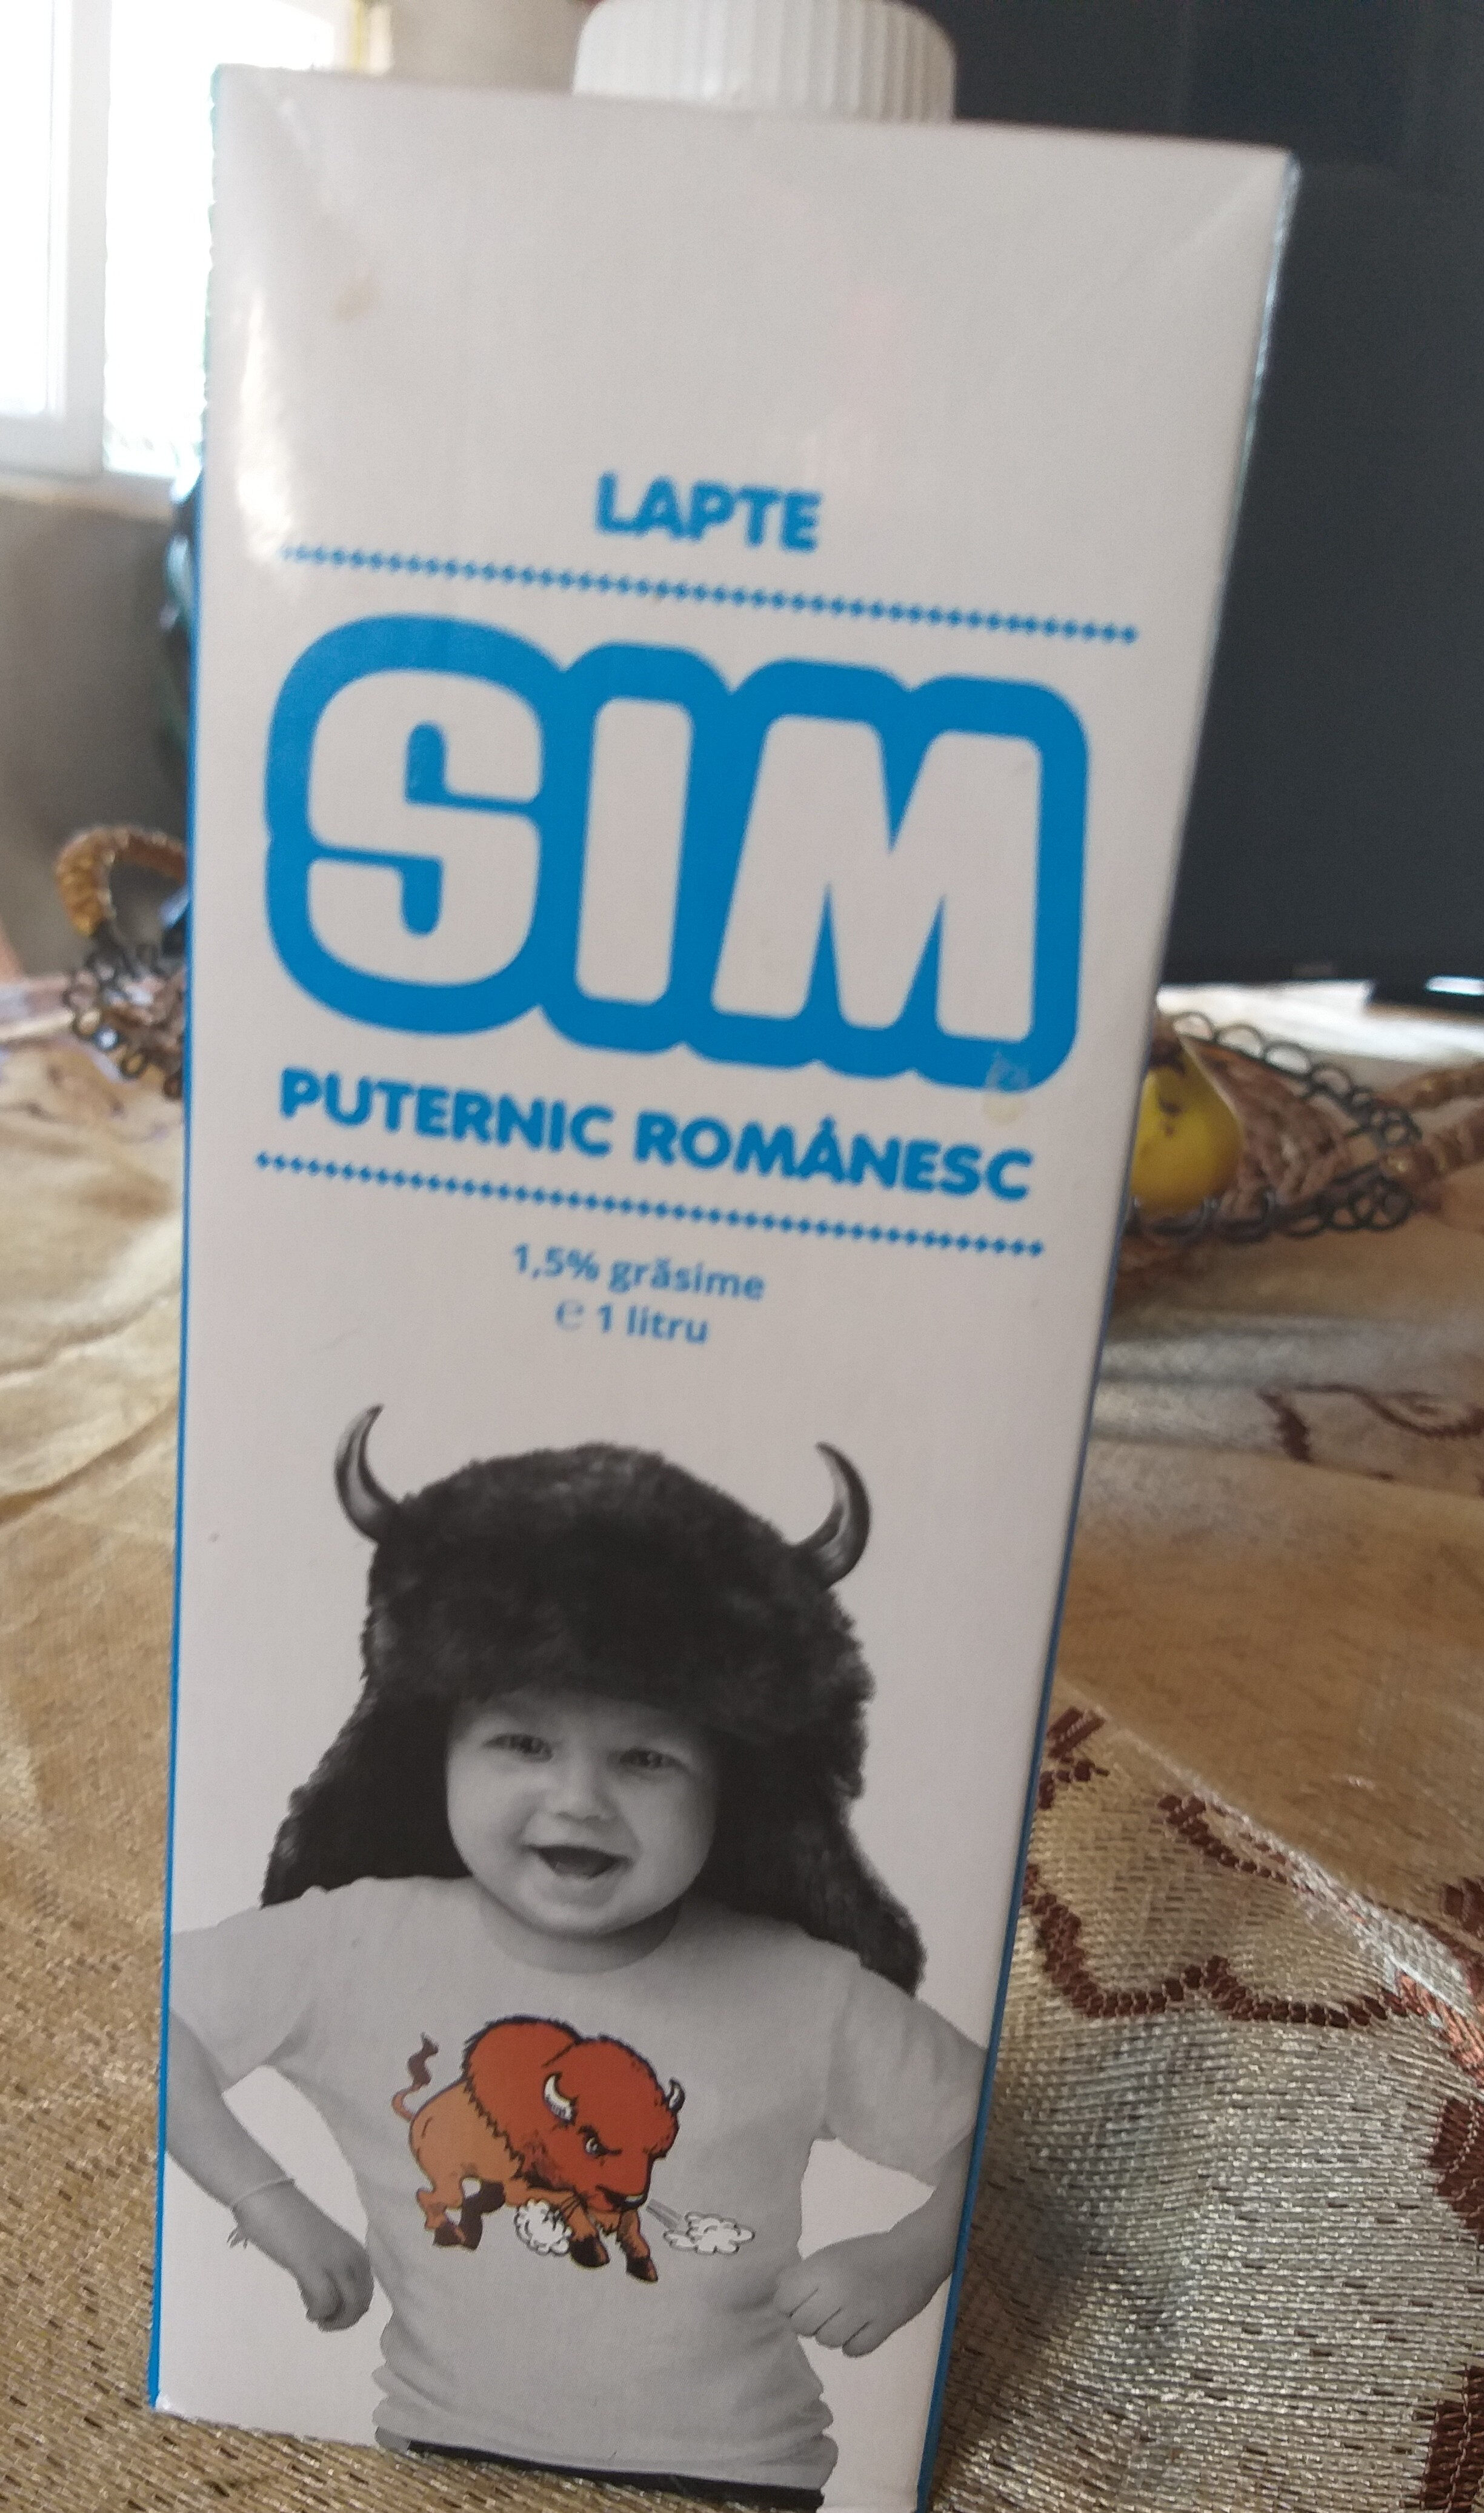 LAPTE
SIM
PUTERNIC ROMÂNESC
1,5% grăsime
℮ 1 litru